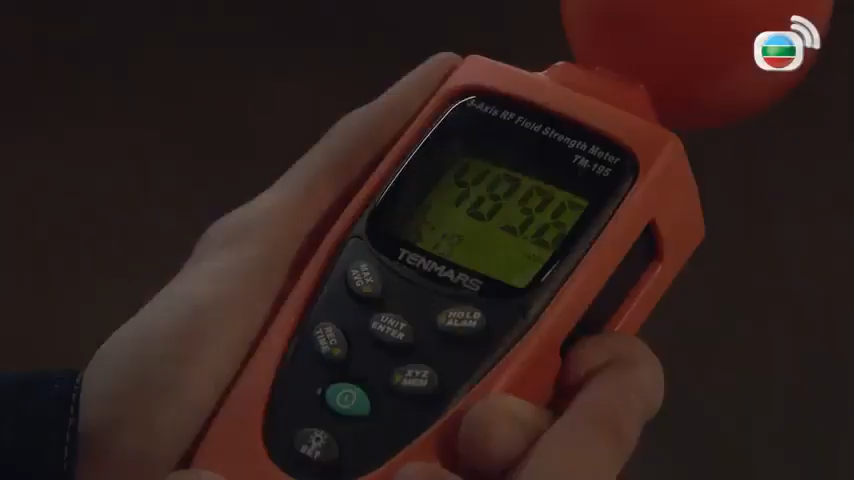 3-Axis RF Field Strength Meter
TM-195
TENMARS
MAX
AVG
HOLD
ALARM
UNIT
ENTER
REC
TIME
XYZ
MEM
SET